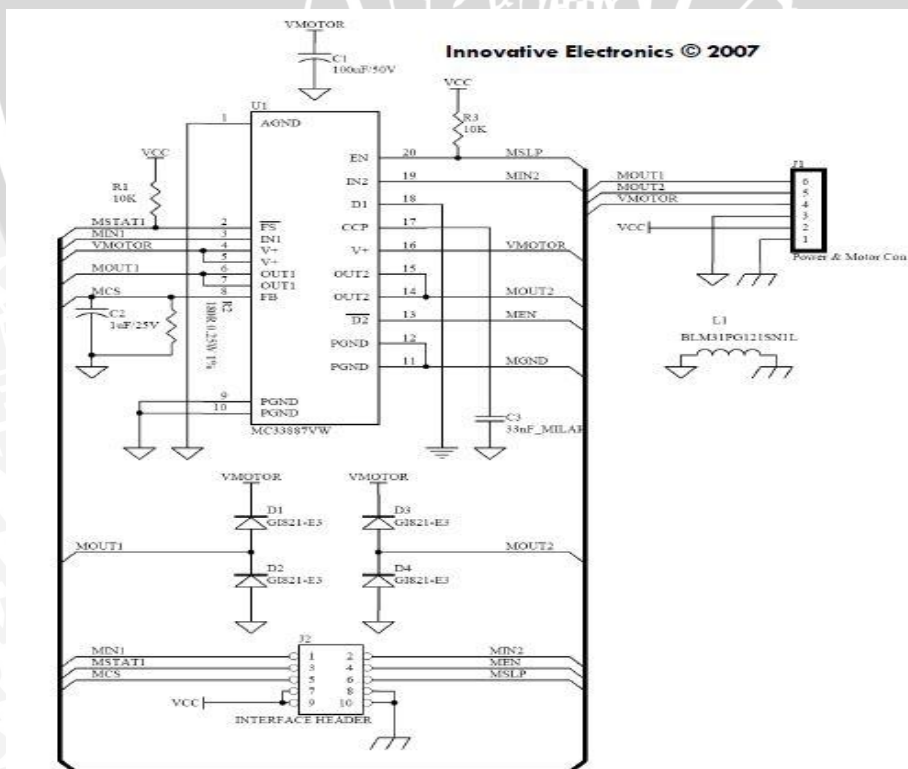 VMOTOR
Innovative Electronics © 2007
C1
100uF/50V
VCC
U1
R3
10K
1 AGND
VCC
EN 20 MSLP
J1
IN2 19 MIN2
MOUT1 6
R1
10K
MOUT2 5
D1 18
VMOTOR 4
3
MSTAT1 2 FS
CCP 17
VCC 2
MIN1 3 IN1
1
VMOTOR 4 V+
V+ 16 VMOTOR
5 V+
Power & Motor Con
MOUT1 6 OUT1
OUT2 15
7 OUT1
MCS 8 FB
OUT2 14 MOUT2
C2
1uF/25V
R2
180R 0.25W 1%
D2 13 MEN
L1
BLM31PG121SN1L
PGND 12
PGND 11 MGND
9 PGND
10 PGND
C3
33nF_MILAR
MC33887VW
VMOTOR
VMOTOR
D1
GI821-E3
D3
GI821-E3
MOUT1
MOUT2
D2
GI821-E3
D4
GI821-E3
J2
MIN1 1 2 MIN2
MSTAT1 3 4 MEN
MCS 5 6 MSLP
7 8
VCC 9 10
INTERFACE HEADER